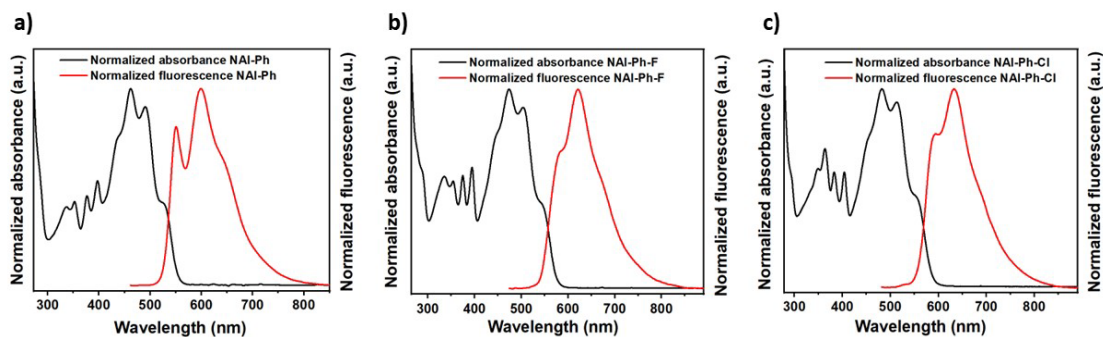 a)
Normalized absorbance NAI-Ph
Normalized fluorescence NAI-Ph
Normalized absorbance (a.u.)
Normalized fluorescence (a.u.)
300 400 500 600 700 800
Wavelength (nm)
b)
Normalized absorbance NAI-Ph-F
Normalized fluorescence NAI-Ph-F
Normalized absorbance (a.u.)
Normalized fluorescence (a.u.)
300 400 500 600 700 800
Wavelength (nm)
c)
Normalized absorbance NAI-Ph-Cl
Normalized fluorescence NAI-Ph-Cl
Normalized absorbance (a.u.)
Normalized fluorescence (a.u.)
300 400 500 600 700 800
Wavelength (nm)